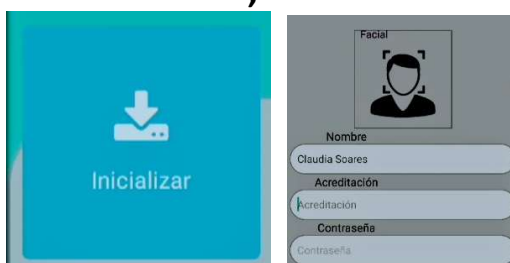 Inicializar
Facial
Nombre
Claudia Soares
Acreditación
Acreditación
Contraseña
Contraseña